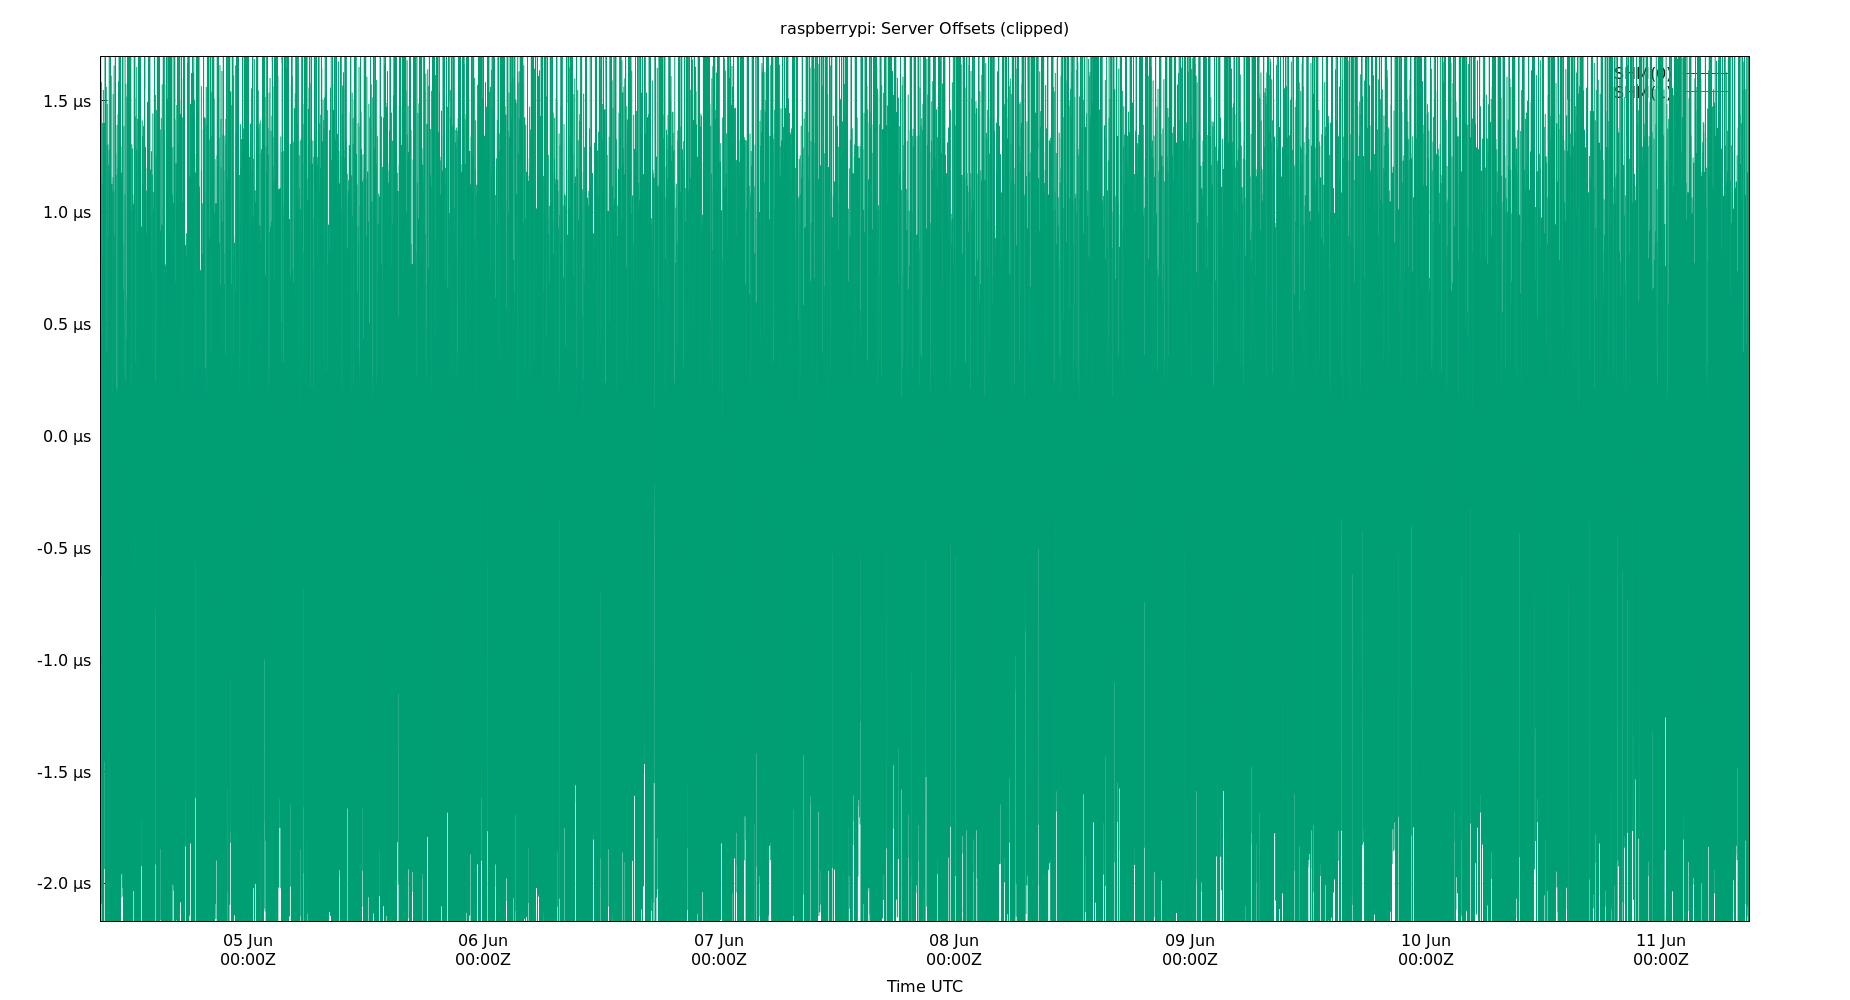 raspberrypi: Server Offsets (clipped)
SHM(0)
1.5 µs
1.0 µs
0.5 µs
0.0 µs
-0.5 µs
-1.0 µs
-1.5 µs
-2.0 µs
05 Jun 06 Jun 07 Jun 08 Jun 09 Jun 10 Jun 11 Jun
00:00Z 00:00Z 00:00Z 00:00Z 00:00Z 00:00Z 00:00Z
Time UTC